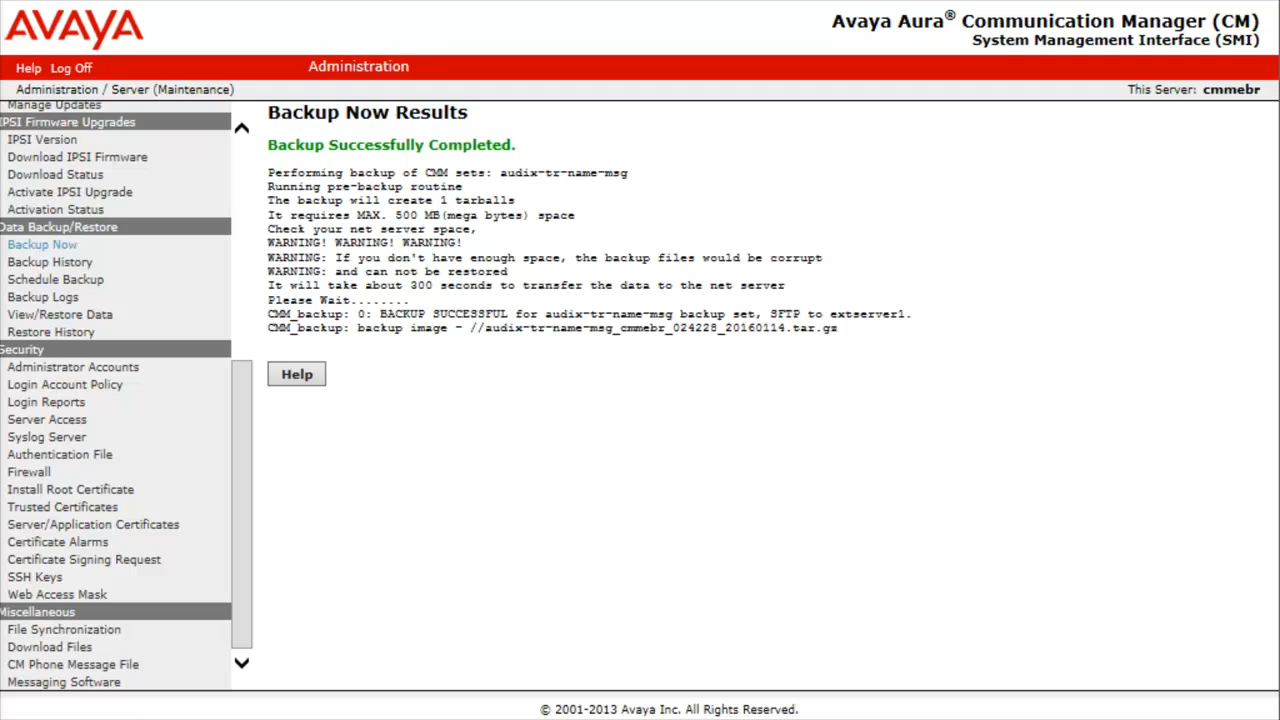 AVAYA
Avaya Aura® Communication Manager (CM)
System Management Interface (SMI)
Help Log Off
Administration
Administration / Server (Maintenance)
This Server: cmmebr
Manage Updates
IPSI Firmware Upgrades
IPSI Version
Download IPSI Firmware
Download Status
Activate IPSI Upgrade
Activation Status
Data Backup/Restore
Backup Now
Backup History
Schedule Backup
Backup Logs
View/Restore Data
Restore History
Security
Administrator Accounts
Login Account Policy
Login Reports
Server Access
Syslog Server
Authentication File
Firewall
Install Root Certificate
Trusted Certificates
Server/Application Certificates
Certificate Alarms
Certificate Signing Request
SSH Keys
Web Access Mask
Miscellaneous
File Synchronization
Download Files
CM Phone Message File
Messaging Software
Backup Now Results
Backup Successfully Completed.
Performing backup of CMM sets: audix-tr-name-msg
Running pre-backup routine
The backup will create 1 tarballs
It requires MAX. 500 MB(mega bytes) space
Check your net server space,
WARNING! WARNING! WARNING!
WARNING: If you don't have enough space, the backup files would be corrupt
WARNING: and can not be restored
It will take about 300 seconds to transfer the data to the net server
Please Wait........
CMM_backup: 0: BACKUP SUCCESSFUL for audix-tr-name-msg backup set, SFTP to extserver1.
CMM_backup: backup image - //audix-tr-name-msg_cmmebr_024228_20160114.tar.gz
Help
© 2001-2013 Avaya Inc. All Rights Reserved.